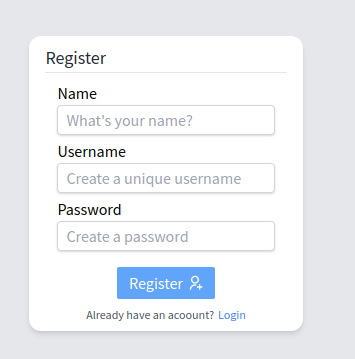 Register
Name
What's your name?
Username
Create a unique username
Password
Create a password
Register
Already have an acoount? Login